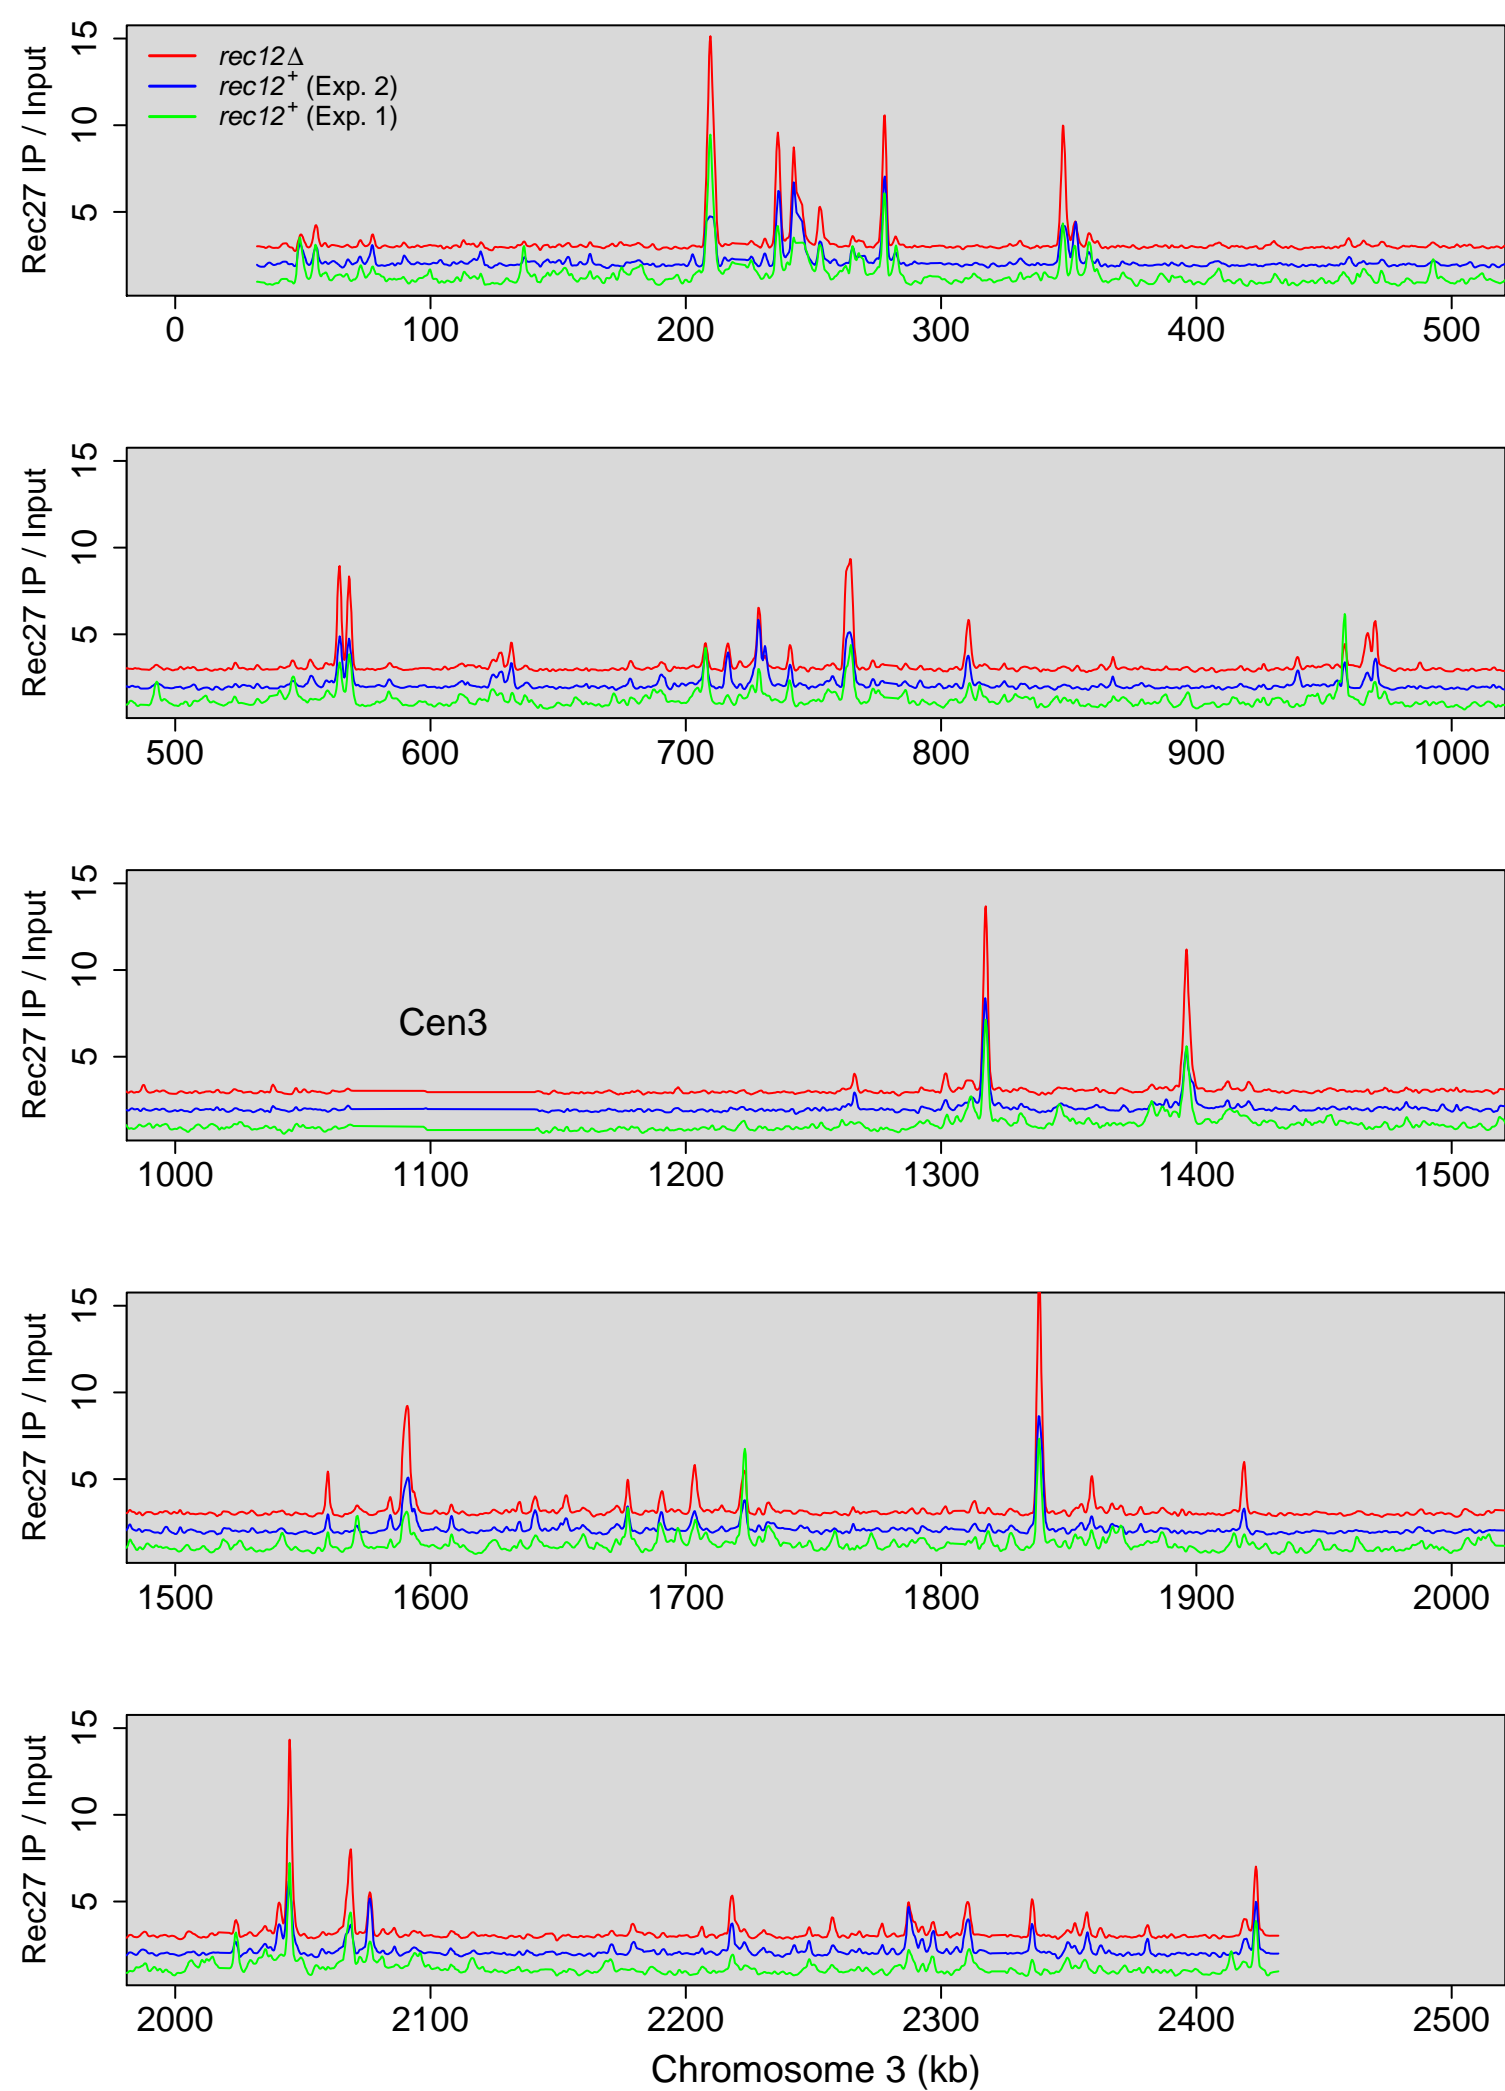 Rec27 IP / Input
15
10
5
rec12Δ
rec12+ (Exp. 2)
rec12+ (Exp. 1)
0 100 200 300 400 500
Rec27 IP / Input
15
10
5
500 600 700 800 900 1000
Rec27 IP / Input
15
10
5
Cen3
1000 1100 1200 1300 1400 1500
Rec27 IP / Input
15
10
5
1500 1600 1700 1800 1900 2000
Rec27 IP / Input
15
10
5
2000 2100 2200 2300 2400 2500
Chromosome 3 (kb)